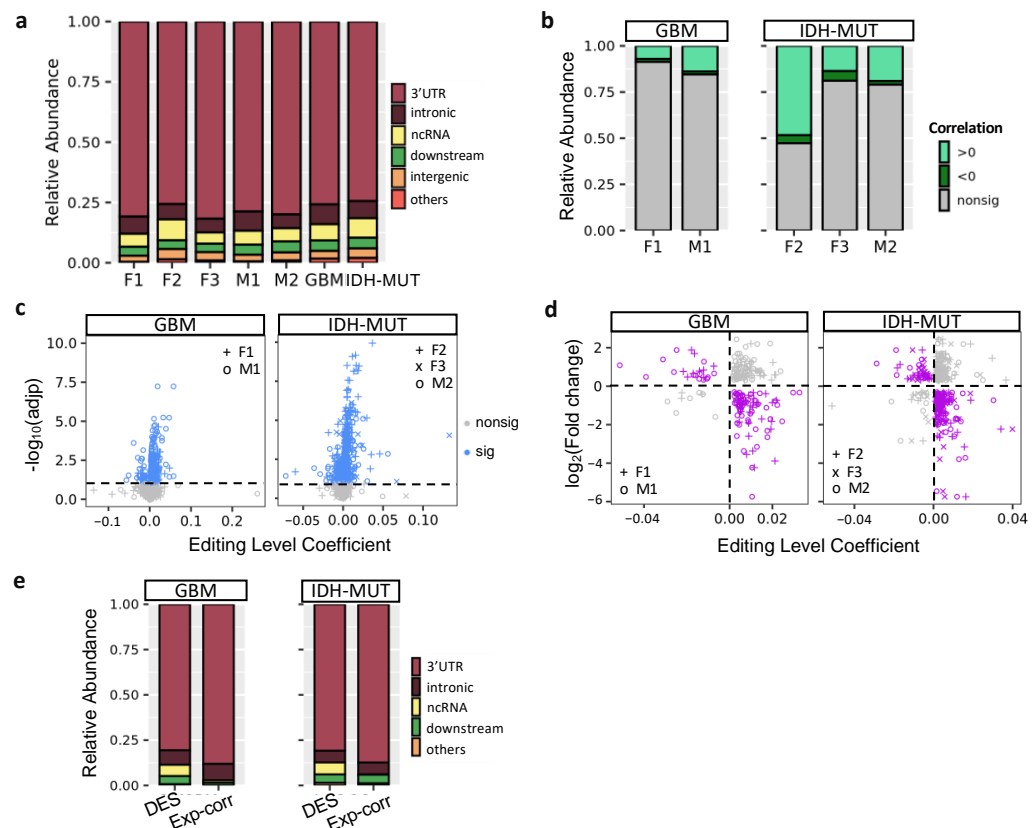 a
1.00
0.75
0.50
0.25
0.00
Relative Abundance
F1 F2 F3 M1 M2 GBM IDH-MUT
3'UTR
intronic
ncRNA
downstream
intergenic
others
b
GBM IDH-MUT
1.00
0.75
0.50
0.25
0.00
Relative Abundance
F1 M1 F2 F3 M2
Correlation
>0
<0
nonsig
c
GBM IDH-MUT
10.0
7.5
5.0
2.5
0.0
-log10(adjp)
+ F1
o M1
+ F2
x F3
o M2
−0.1 0.0 0.1 0.2 −0.05 0.00 0.05 0.10
Editing Level Coefficient
nonsig
sig
d
GBM IDH-MUT
2
0
−2
−4
−6
log2(Fold change)
+ F1
o M1
+ F2
x F3
o M2
−0.04 0.00 0.02 −0.04 0.00 0.04
Editing Level Coefficient
e
GBM IDH-MUT
1.00
0.75
0.50
0.25
0.00
Relative Abundance
DES Exp-corr DES Exp-corr
3'UTR
intronic
ncRNA
downstream
others